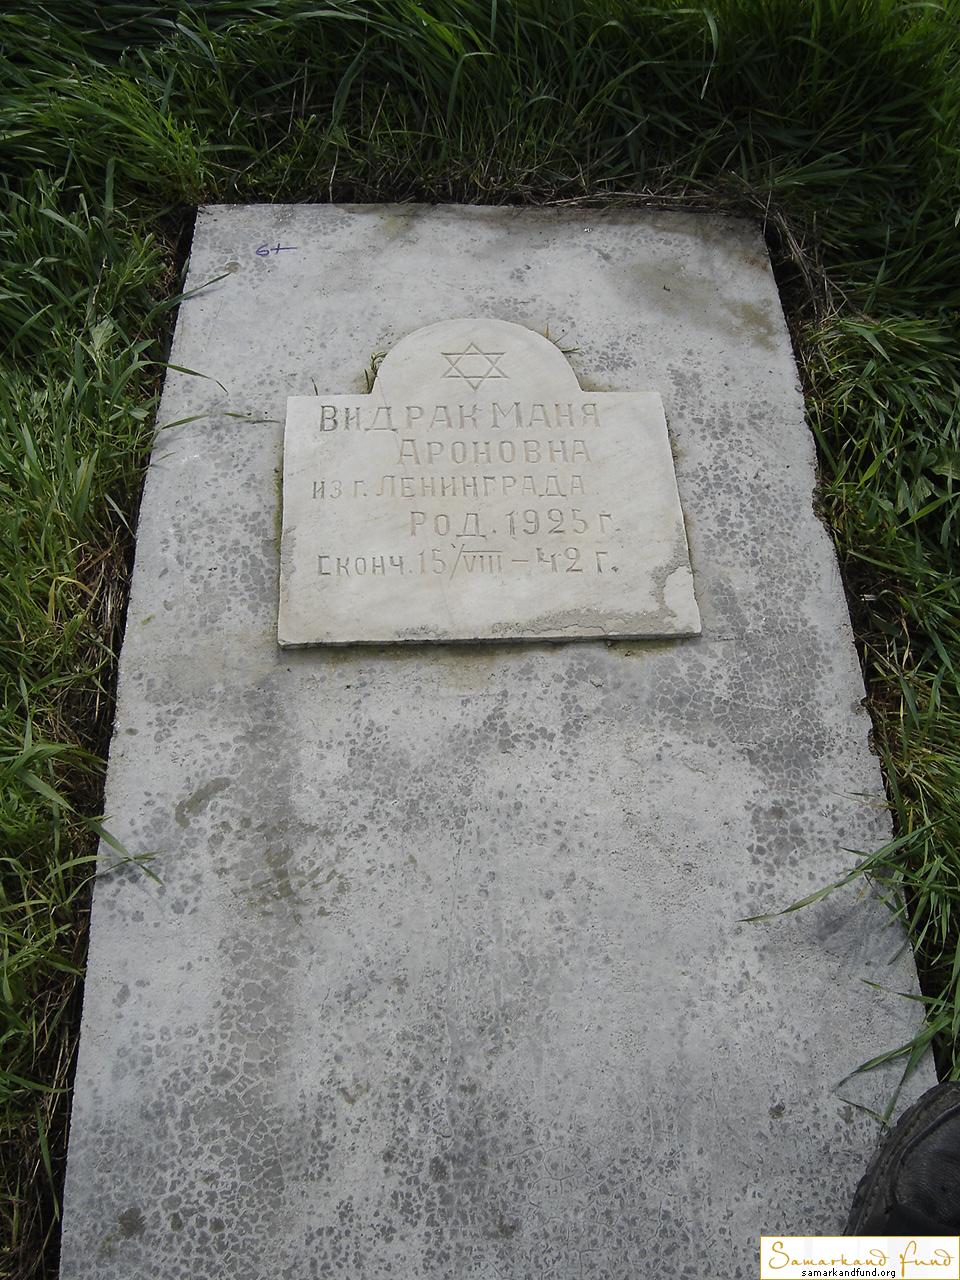 6+
Видрак Маня
Ароновна
из г. Ленинграда
род. 1925 г.
Сконч. 15/VIII – 42 г.
Samarkand fund
samarkandfund.org